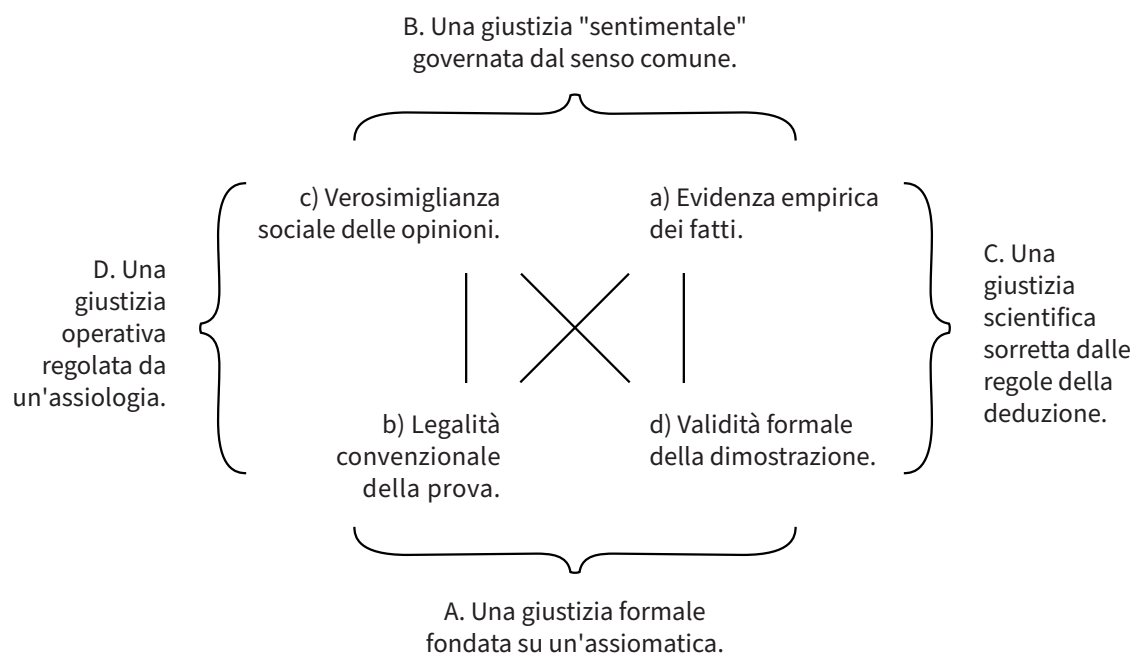 B. Una giustizia "sentimentale"
governata dal senso comune.
c) Verosimiglianza
sociale delle opinioni.
a) Evidenza empirica
dei fatti.
D. Una
giustizia
operativa
regolata da
un'assiologia.
C. Una
giustizia
scientifica
sorretta dalle
regole della
deduzione.
b) Legalità
convenzionale
della prova.
d) Validità formale
della dimostrazione.
A. Una giustizia formale
fondata su un'assiomatica.